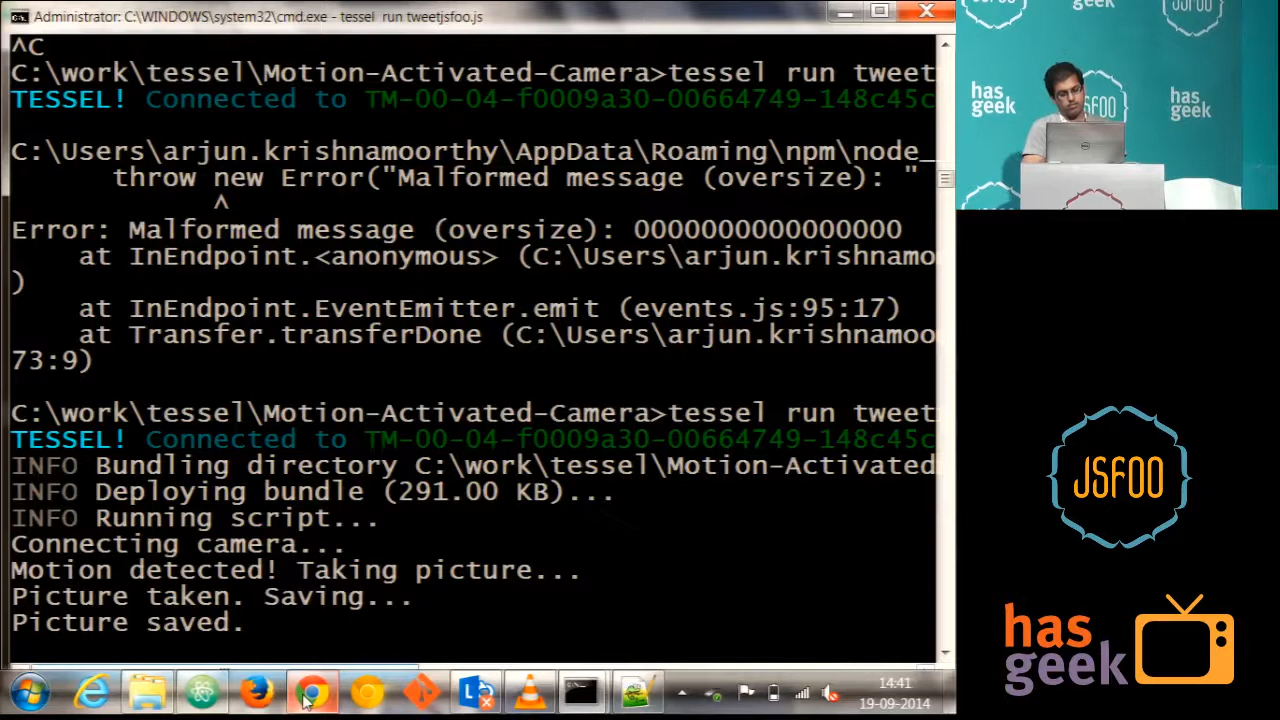 Administrator: C:\WINDOWS\system32\cmd.exe - tessel run tweetjsfoo.js
^C
C:\work\tessel\Motion-Activated-Camera>tessel run tweet
TESSEL! Connected to TM-00-04-f0009a30-00664749-148c45c
C:\Users\arjun.krishnamoorthy\AppData\Roaming\npm\node_
throw new Error("Malformed message (oversize): "
^
Error: Malformed message (oversize): 0000000000000000
at InEndpoint.<anonymous> (C:\Users\arjun.krishnamo
)
at InEndpoint.EventEmitter.emit (events.js:95:17)
at Transfer.transferDone (C:\Users\arjun.krishnamoo
73:9)
C:\work\tessel\Motion-Activated-Camera>tessel run tweet
TESSEL! Connected to TM-00-04-f0009a30-00664749-148c45c
INFO Bundling directory C:\work\tessel\Motion-Activated
INFO Deploying bundle (291.00 KB)...
INFO Running script...
Connecting camera...
Motion detected! Taking picture...
Picture taken. Saving...
Picture saved.
14:41
19-09-2014
has
geek
JSFOO
has
geek
JSFOO
has
geek